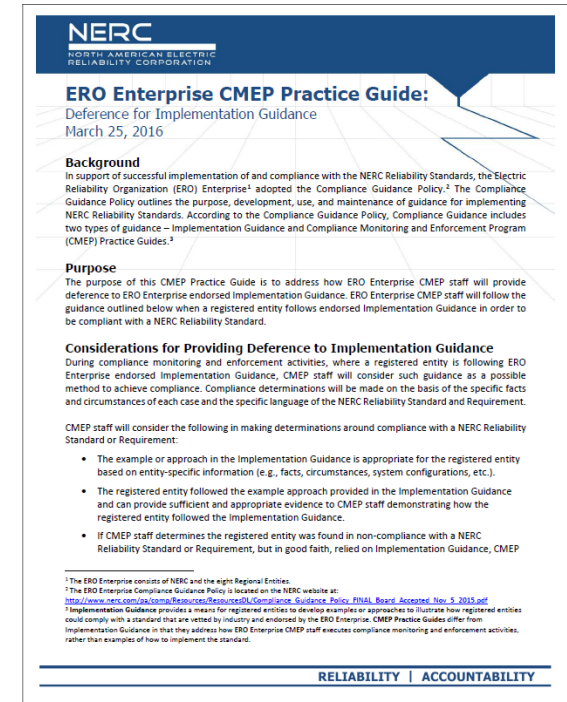 NERC
NORTH AMERICAN ELECTRIC
RELIABILITY CORPORATION
ERO Enterprise CMEP Practice Guide:
Deference for Implementation Guidance
March 25, 2016
Background
In support of successful implementation of and compliance with the NERC Reliability Standards, the Electric
Reliability Organization (ERO) Enterprise¹ adopted the Compliance Guidance Policy.² The Compliance
Guidance Policy outlines the purpose, development, use, and maintenance of guidance for implementing
NERC Reliability Standards. According to the Compliance Guidance Policy, Compliance Guidance includes
two types of guidance – Implementation Guidance and Compliance Monitoring and Enforcement Program
(CMEP) Practice Guides.³
Purpose
The purpose of this CMEP Practice Guide is to address how ERO Enterprise CMEP staff will provide
deference to ERO Enterprise endorsed Implementation Guidance. ERO Enterprise CMEP staff will follow the
guidance outlined below when a registered entity follows endorsed Implementation Guidance in order to
be compliant with a NERC Reliability Standard.
Considerations for Providing Deference to Implementation Guidance
During compliance monitoring and enforcement activities, where a registered entity is following ERO
Enterprise endorsed Implementation Guidance, CMEP staff will consider such guidance as a possible
method to achieve compliance. Compliance determinations will be made on the basis of the specific facts
and circumstances of each case and the specific language of the NERC Reliability Standard and Requirement.
CMEP staff will consider the following in making determinations around compliance with a NERC Reliability
Standard or Requirement:
• The example or approach in the Implementation Guidance is appropriate for the registered entity
based on entity-specific information (e.g., facts, circumstances, system configurations, etc.).
• The registered entity followed the example approach provided in the Implementation Guidance
and can provide sufficient and appropriate evidence to CMEP staff demonstrating how the
registered entity followed the Implementation Guidance.
• If CMEP staff determines the registered entity was found in non-compliance with a NERC
Reliability Standard or Requirement, but in good faith, relied on Implementation Guidance, CMEP
¹ The ERO Enterprise consists of NERC and the eight Regional Entities.
² The ERO Enterprise Compliance Guidance Policy is located on the NERC website at:
http://www.nerc.com/pa/comp/Resources/ResourcesDL/Compliance_Guidance_Policy_FINAL_Board_Accepted_Nov_5_2015.pdf
³ Implementation Guidance provides a means for registered entities to develop examples or approaches to illustrate how registered entities
could comply with a standard that are vetted by industry and endorsed by the ERO Enterprise. CMEP Practice Guides differ from
Implementation Guidance in that they address how ERO Enterprise CMEP staff executes compliance monitoring and enforcement activities,
rather than examples of how to implement the standard.
RELIABILITY | ACCOUNTABILITY